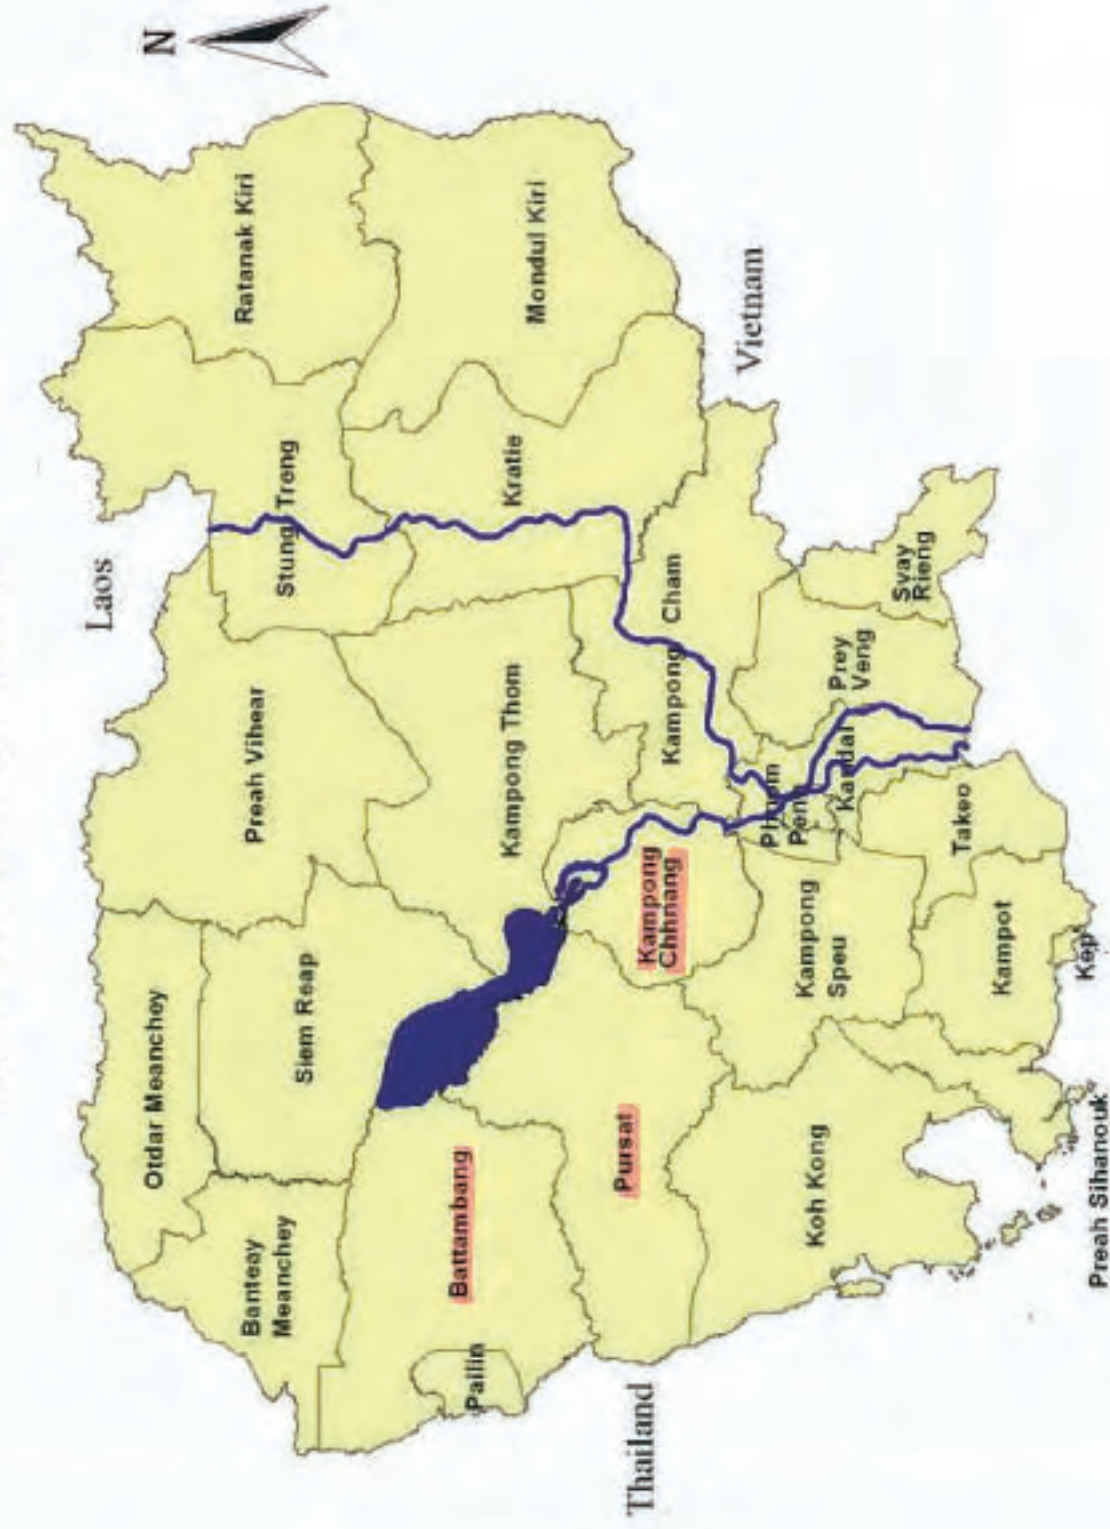 N
Laos
Otdar Meanchey
Banteay
Meanchey
Preah Vihear
Ratanak Kiri
Stung Treng
Siem Reap
Battambang
Pailin
Kampong Thom
Kratie
Mondul Kiri
Pursat
Thailand
Kampong
Chhnang
Kampong Cham
Vietnam
Phnom
Penh
Koh Kong
Kampong
Speu
Kandal
Prey
Veng
Svay
Rieng
Takeo
Kampot
Kep
Preah Sihanouk